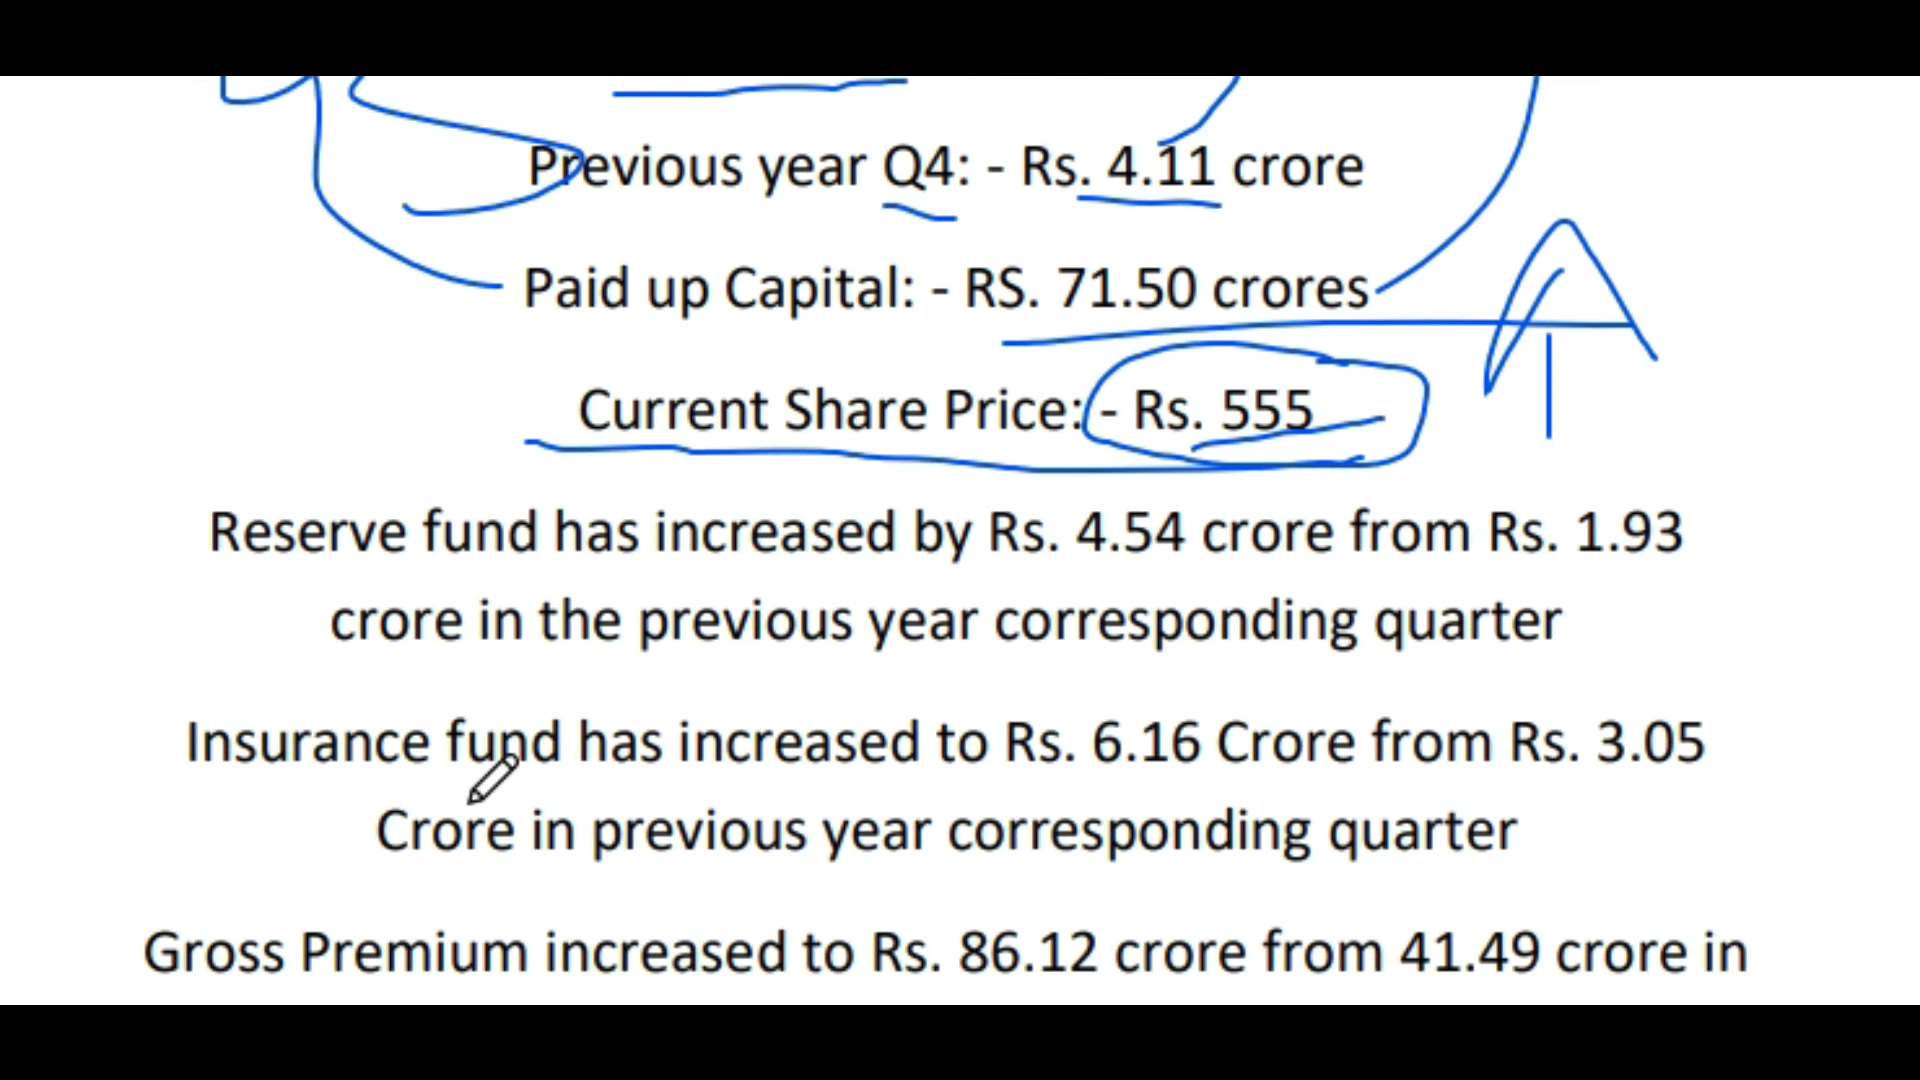 Previous year Q4: - Rs. 4.11 crore
Paid up Capital: - RS. 71.50 crores
Current Share Price: - Rs. 555
Reserve fund has increased by Rs. 4.54 crore from Rs. 1.93
crore in the previous year corresponding quarter
Insurance fund has increased to Rs. 6.16 Crore from Rs. 3.05
Crore in previous year corresponding quarter
Gross Premium increased to Rs. 86.12 crore from 41.49 crore in